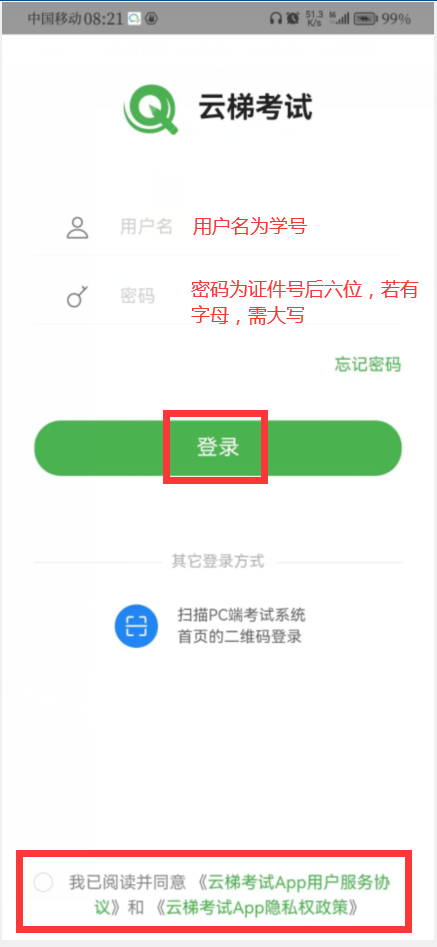 中国移动 08:21 51.3 K/s 99%
云梯考试
用户名 用户名为学号
密码 密码为证件号后六位，若有
字母，需大写
忘记密码
登录
其它登录方式
扫描PC端考试系统
首页的二维码登录
我已阅读并同意《云梯考试App用户服务协
议》和《云梯考试App隐私权政策》